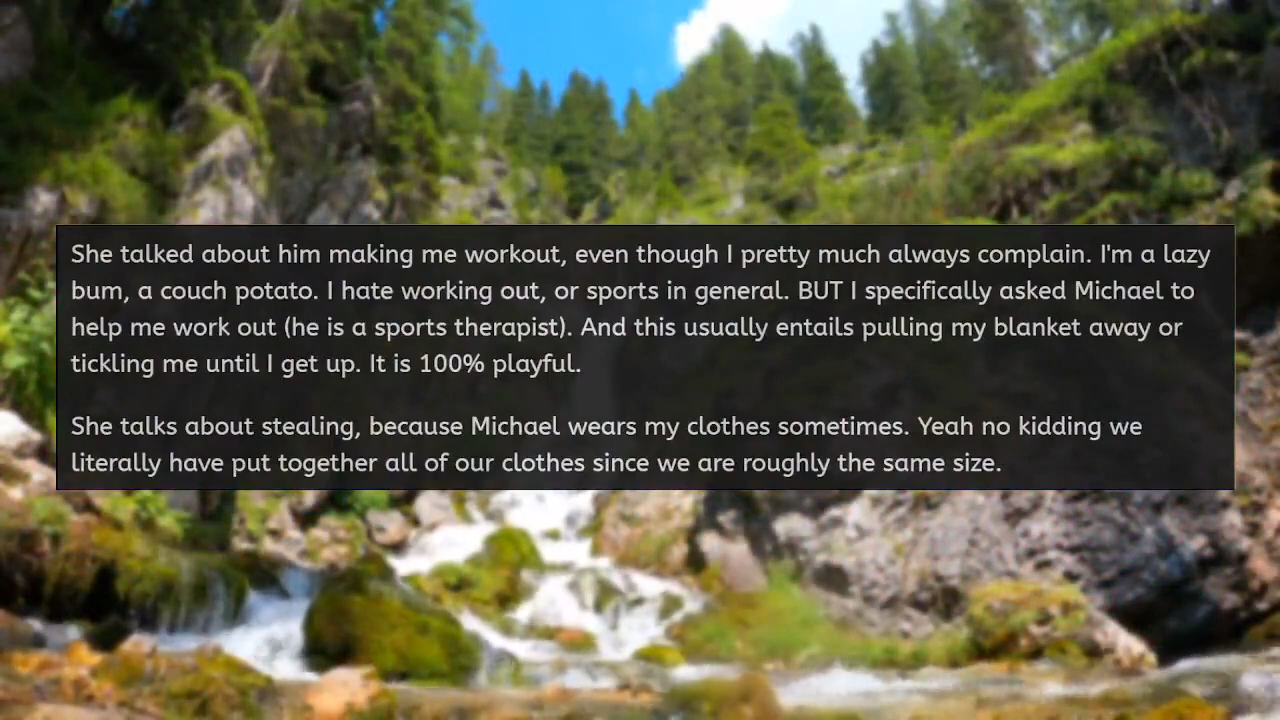 She talked about him making me workout, even though I pretty much always complain. I'm a lazy
bum, a couch potato. I hate working out, or sports in general. BUT I specifically asked Michael to
help me work out (he is a sports therapist). And this usually entails pulling my blanket away or
tickling me until I get up. It is 100% playful.
She talks about stealing, because Michael wears my clothes sometimes. Yeah no kidding we
literally have put together all of our clothes since we are roughly the same size.